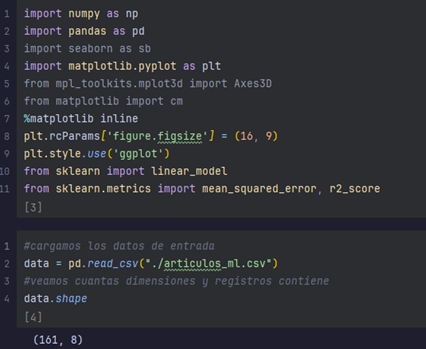 1 import numpy as np
2 import pandas as pd
3 import seaborn as sb
4 import matplotlib.pyplot as plt
5 from mpl_toolkits.mplot3d import Axes3D
6 from matplotlib import cm
7 %matplotlib inline
8 plt.rcParams['figure.figsize'] = (16, 9)
9 plt.style.use('ggplot')
10 from sklearn import linear_model
11 from sklearn.metrics import mean_squared_error, r2_score
[3]
1 #cargamos los datos de entrada
2 data = pd.read_csv("./articulos_ml.csv")
3 #veamos cuantas dimensiones y registros contiene
4 data.shape
[4]
(161, 8)